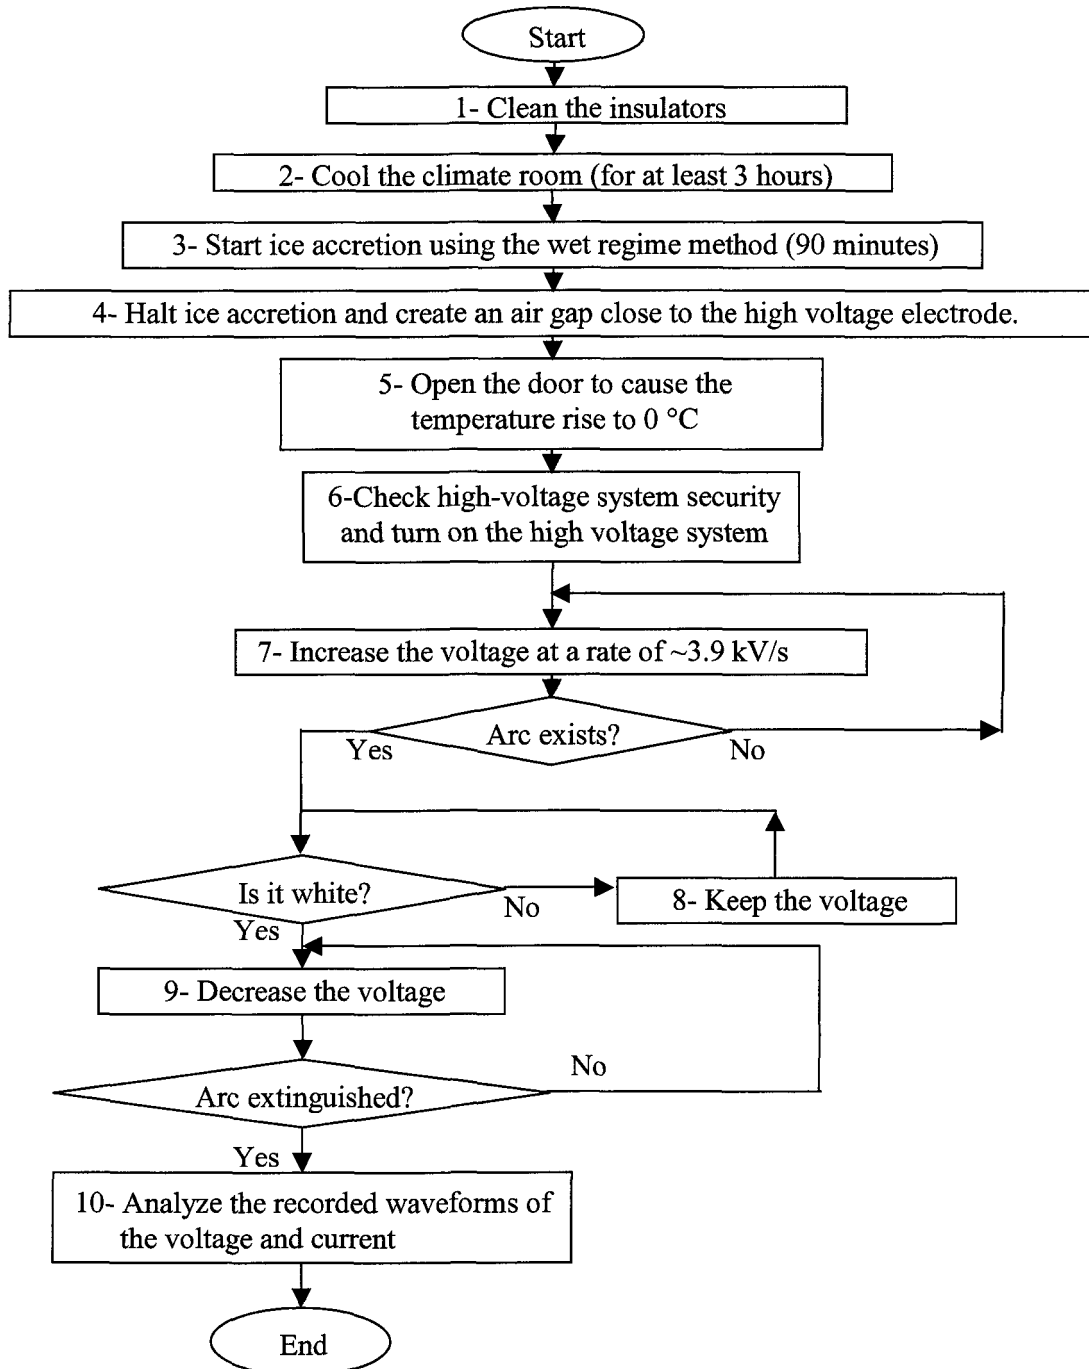 Start
1- Clean the insulators
2- Cool the climate room (for at least 3 hours)
3- Start ice accretion using the wet regime method (90 minutes)
4- Halt ice accretion and create an air gap close to the high voltage electrode.
5- Open the door to cause the
temperature rise to 0 °C
6-Check high-voltage system security
and turn on the high voltage system
7- Increase the voltage at a rate of ~3.9 kV/s
Arc exists?
Yes
No
Is it white?
No
8- Keep the voltage
Yes
9- Decrease the voltage
No
Arc extinguished?
Yes
10- Analyze the recorded waveforms of
the voltage and current
End